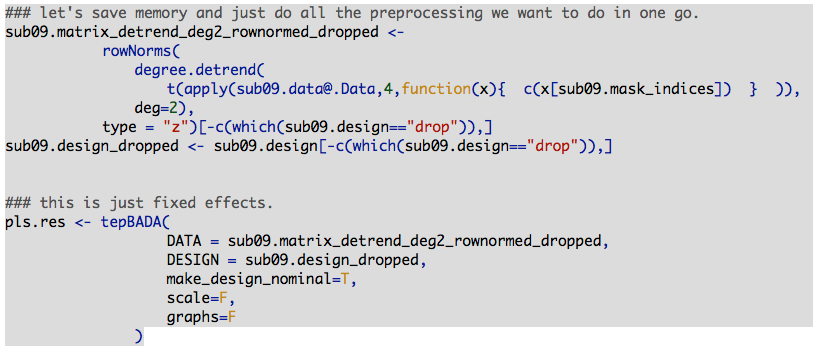 ### let's save memory and just do all the preprocessing we want to do in one go.
sub09.matrix_detrend_deg2_rownormed_dropped <-
rowNorms(
degree.detrend(
t(apply(sub09.data@.Data,4,function(x){  c(x[sub09.mask_indices])  }  )),
deg=2),
type = "z")[-c(which(sub09.design=="drop")),]
sub09.design_dropped <- sub09.design[-c(which(sub09.design=="drop")),]
### this is just fixed effects.
pls.res <- tepBADA(
DATA = sub09.matrix_detrend_deg2_rownormed_dropped,
DESIGN = sub09.design_dropped,
make_design_nominal=T,
scale=F,
graphs=F
)